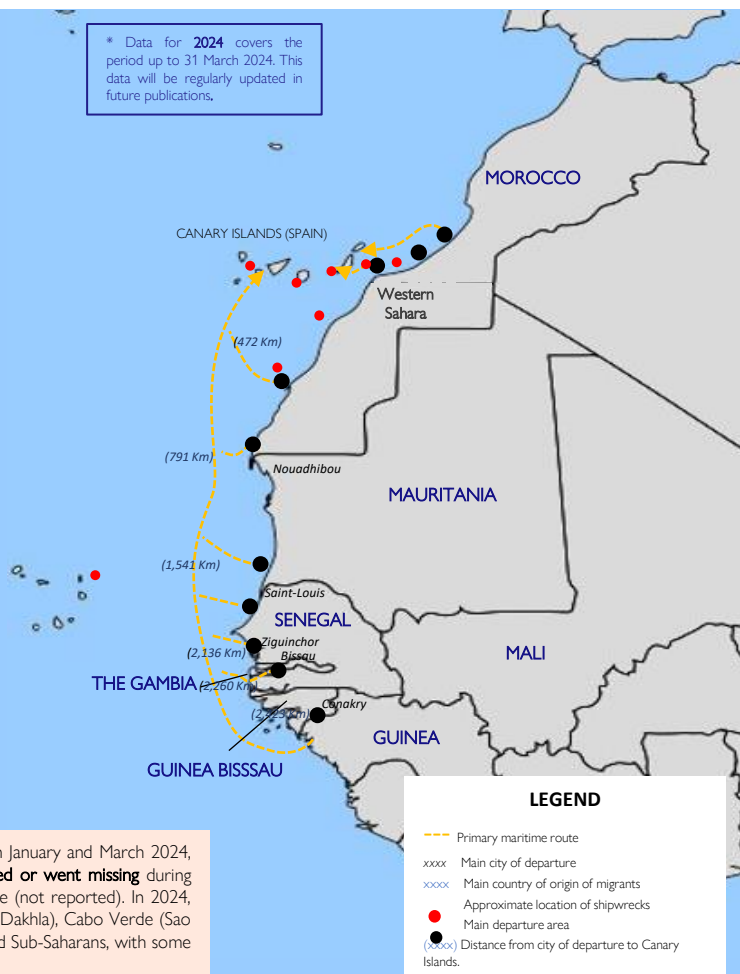 * Data for 2024 covers the
period up to 31 March 2024. This
data will be regularly updated in
future publications.
MOROCCO
CANARY ISLANDS (SPAIN)
Western
Sahara
(472 Km)
(791 Km)
Nouadhibou
MAURITANIA
(1,541 Km)
Saint-Louis
SENEGAL
Ziguinchor
(2,136 Km)
Bissau
MALI
THE GAMBIA
(2,260 Km)
Conakry
GUINEA
GUINEA BISSSAU
LEGEND
Primary maritime route
xxxx Main city of departure
xxxx Main country of origin of migrants
Approximate location of shipwrecks
Main departure area
(xxxx) Distance from city of departure to Canary
Islands.
January and March 2024,
or went missing during
(not reported). In 2024,
Dakhla), Cabo Verde (Sao
Sub-Saharans, with some